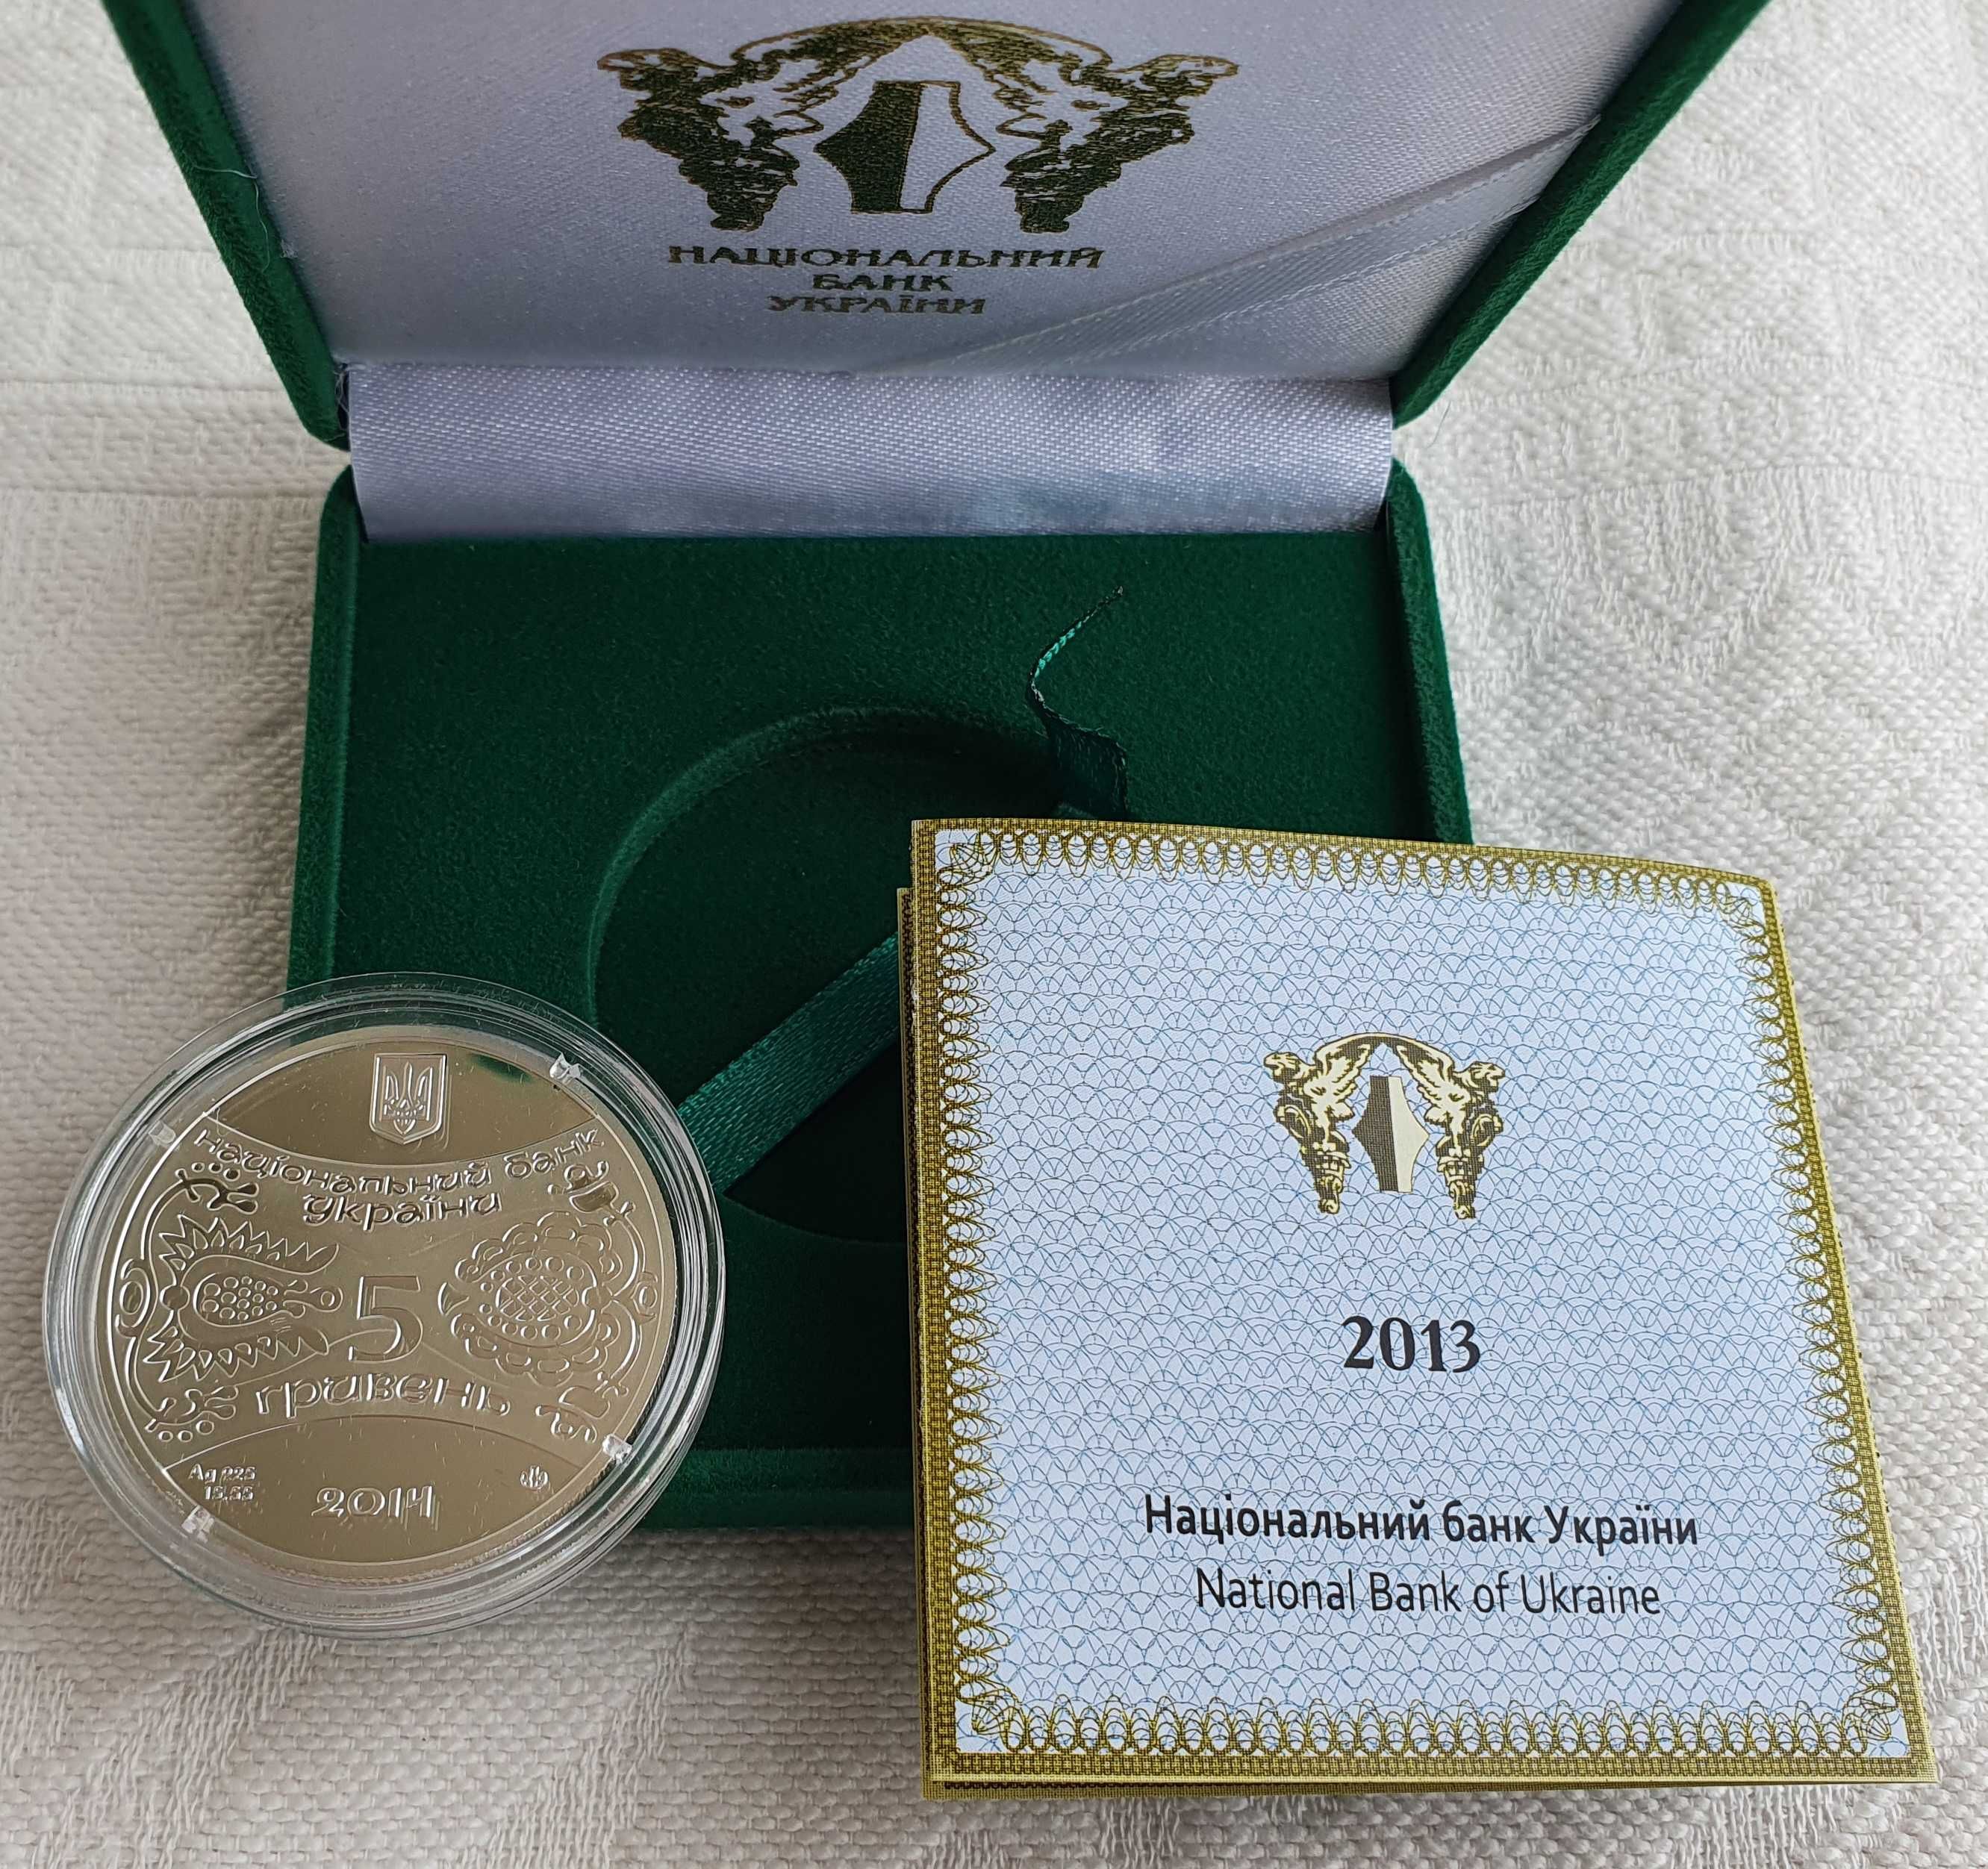 НАЦІОНАЛЬНИЙ
БАНК
УКРАЇНИ
національний банк
україни
5
гривень
Ag 925
15,55
2014
2013
Національний банк України
National Bank of Ukraine